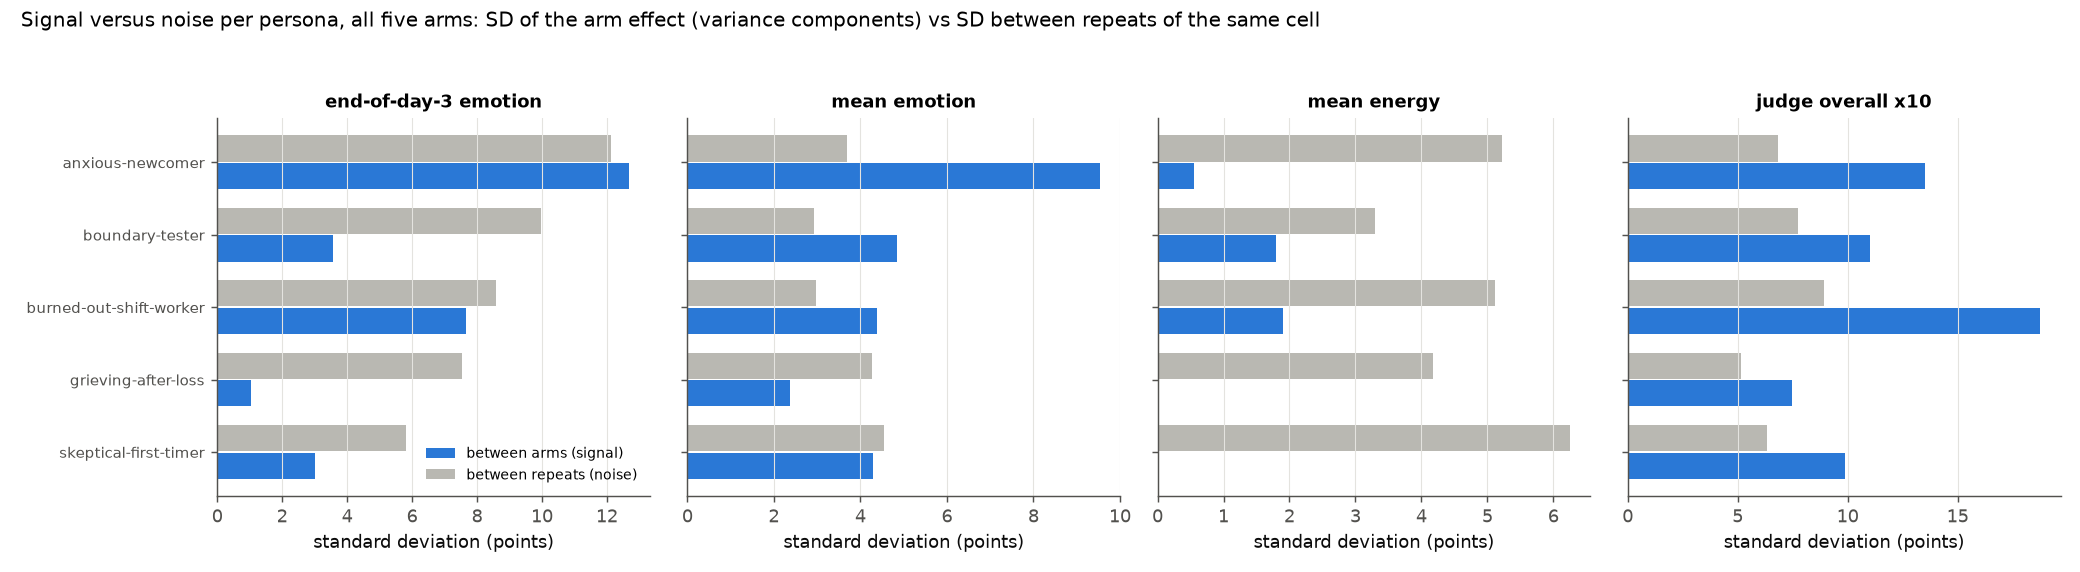 Signal versus noise per persona, all five arms: SD of the arm effect (variance components) vs SD between repeats of the same cell
end-of-day-3 emotion
mean emotion
mean energy
judge overall x10
anxious-newcomer
boundary-tester
burned-out-shift-worker
grieving-after-loss
skeptical-first-timer
between arms (signal)
between repeats (noise)
0 2 4 6 8 10 12
0 2 4 6 8 10
0 1 2 3 4 5 6
0 5 10 15
standard deviation (points)
standard deviation (points)
standard deviation (points)
standard deviation (points)